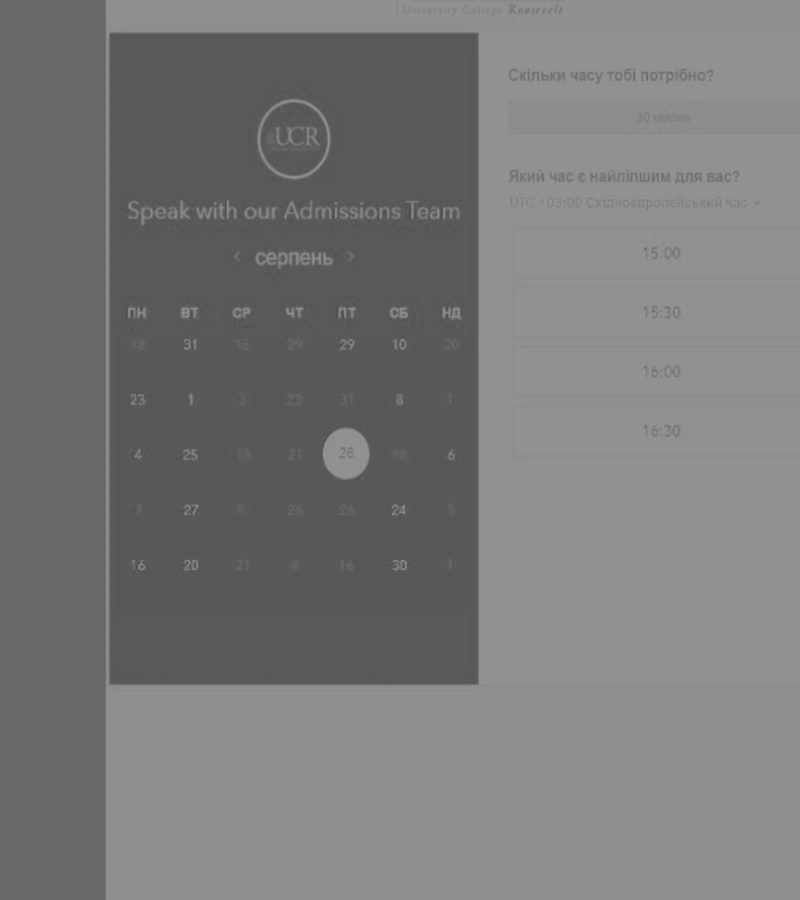 University College Roosevelt
UCR
Speak with our Admissions Team
‹ серпень ›
ПН ВТ СР ЧТ ПТ СБ НД
18 31 15 29 29 10 20
23 1 3 22 31 8 1
4 25 13 21 28 18 6
7 27 5 26 26 24 3
16 20 21 4 16 30 1
Скільки часу тобі потрібно?
30 хвилин
Який час є найліпшим для вас?
UTC +03:00 Східноєвропейський час
15:00
15:30
16:00
16:30